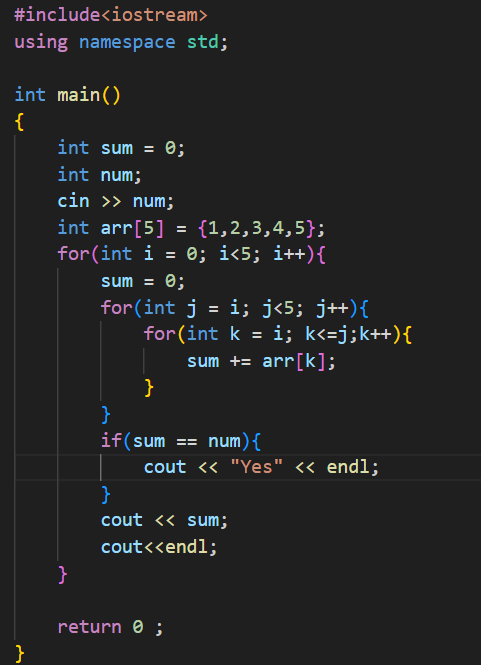 #include<iostream>
using namespace std;

int main()
{
    int sum = 0;
    int num;
    cin >> num;
    int arr[5] = {1,2,3,4,5};
    for(int i = 0; i<5; i++){
        sum = 0;
        for(int j = i; j<5; j++){
            for(int k = i; k<=j;k++){
                sum += arr[k];
            }
        }
        if(sum == num){
            cout << "Yes" << endl;
        }
        cout << sum;
        cout<<endl;
    }

    return 0 ;
}